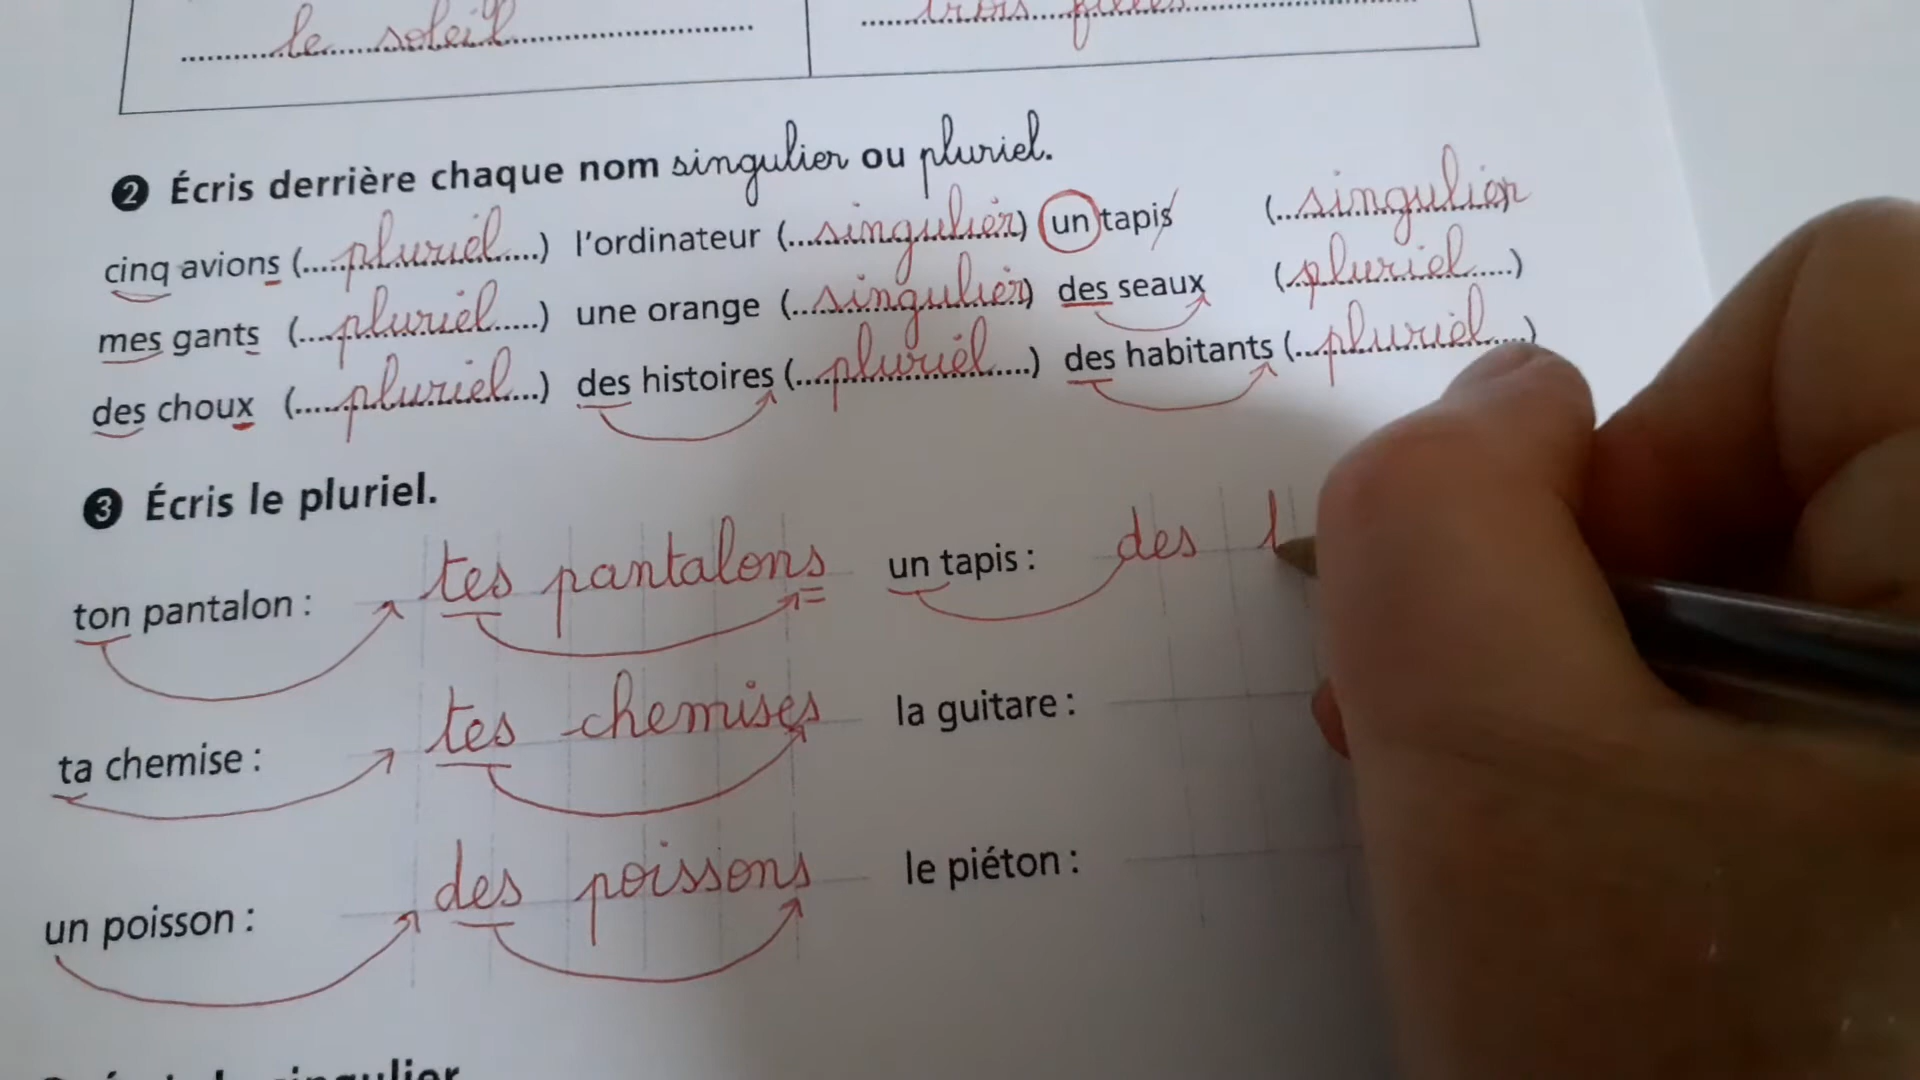 le soleil
trois
❷ Écris derrière chaque nom singulier ou pluriel.
cinq avions (.....pluriel....) l'ordinateur (...singulier) un tapis (...singulier)
mes gants (....pluriel.....) une orange (...singulier) des seaux (.pluriel.....)
des choux (.....pluriel...) des histoires (....pluriel....) des habitants (...pluriel....)
❸ Écris le pluriel.
ton pantalon : tes pantalons un tapis : des
ta chemise : tes chemises la guitare :
un poisson : des poissons le piéton :
singulier